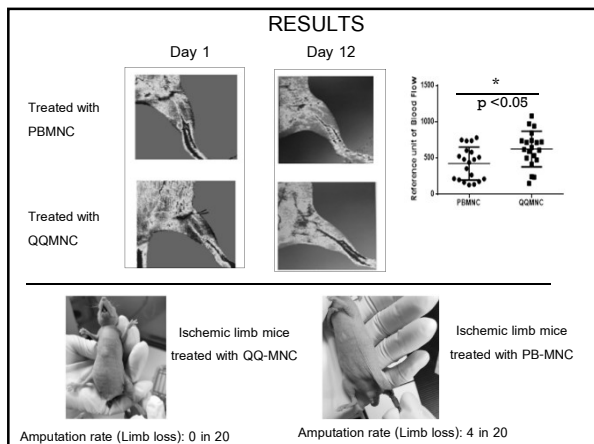 RESULTS
Day 1
Day 12
Treated with
PBMNC
Treated with
QQMNC
Reference unit of Blood Flow
1500
1000
500
0
*
p <0.05
PBMNC
QQMNC
Ischemic limb mice
treated with QQ-MNC
Ischemic limb mice
treated with PB-MNC
Amputation rate (Limb loss): 0 in 20
Amputation rate (Limb loss): 4 in 20